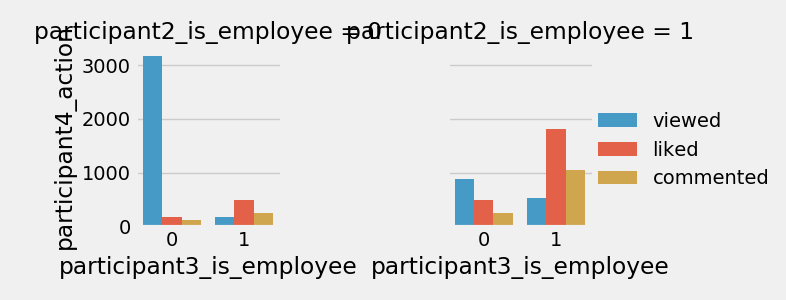 participant2_is_employee = 0
participant2_is_employee = 1
participant4_action
3000
2000
1000
0
0 1
0 1
participant3_is_employee
participant3_is_employee
viewed
liked
commented